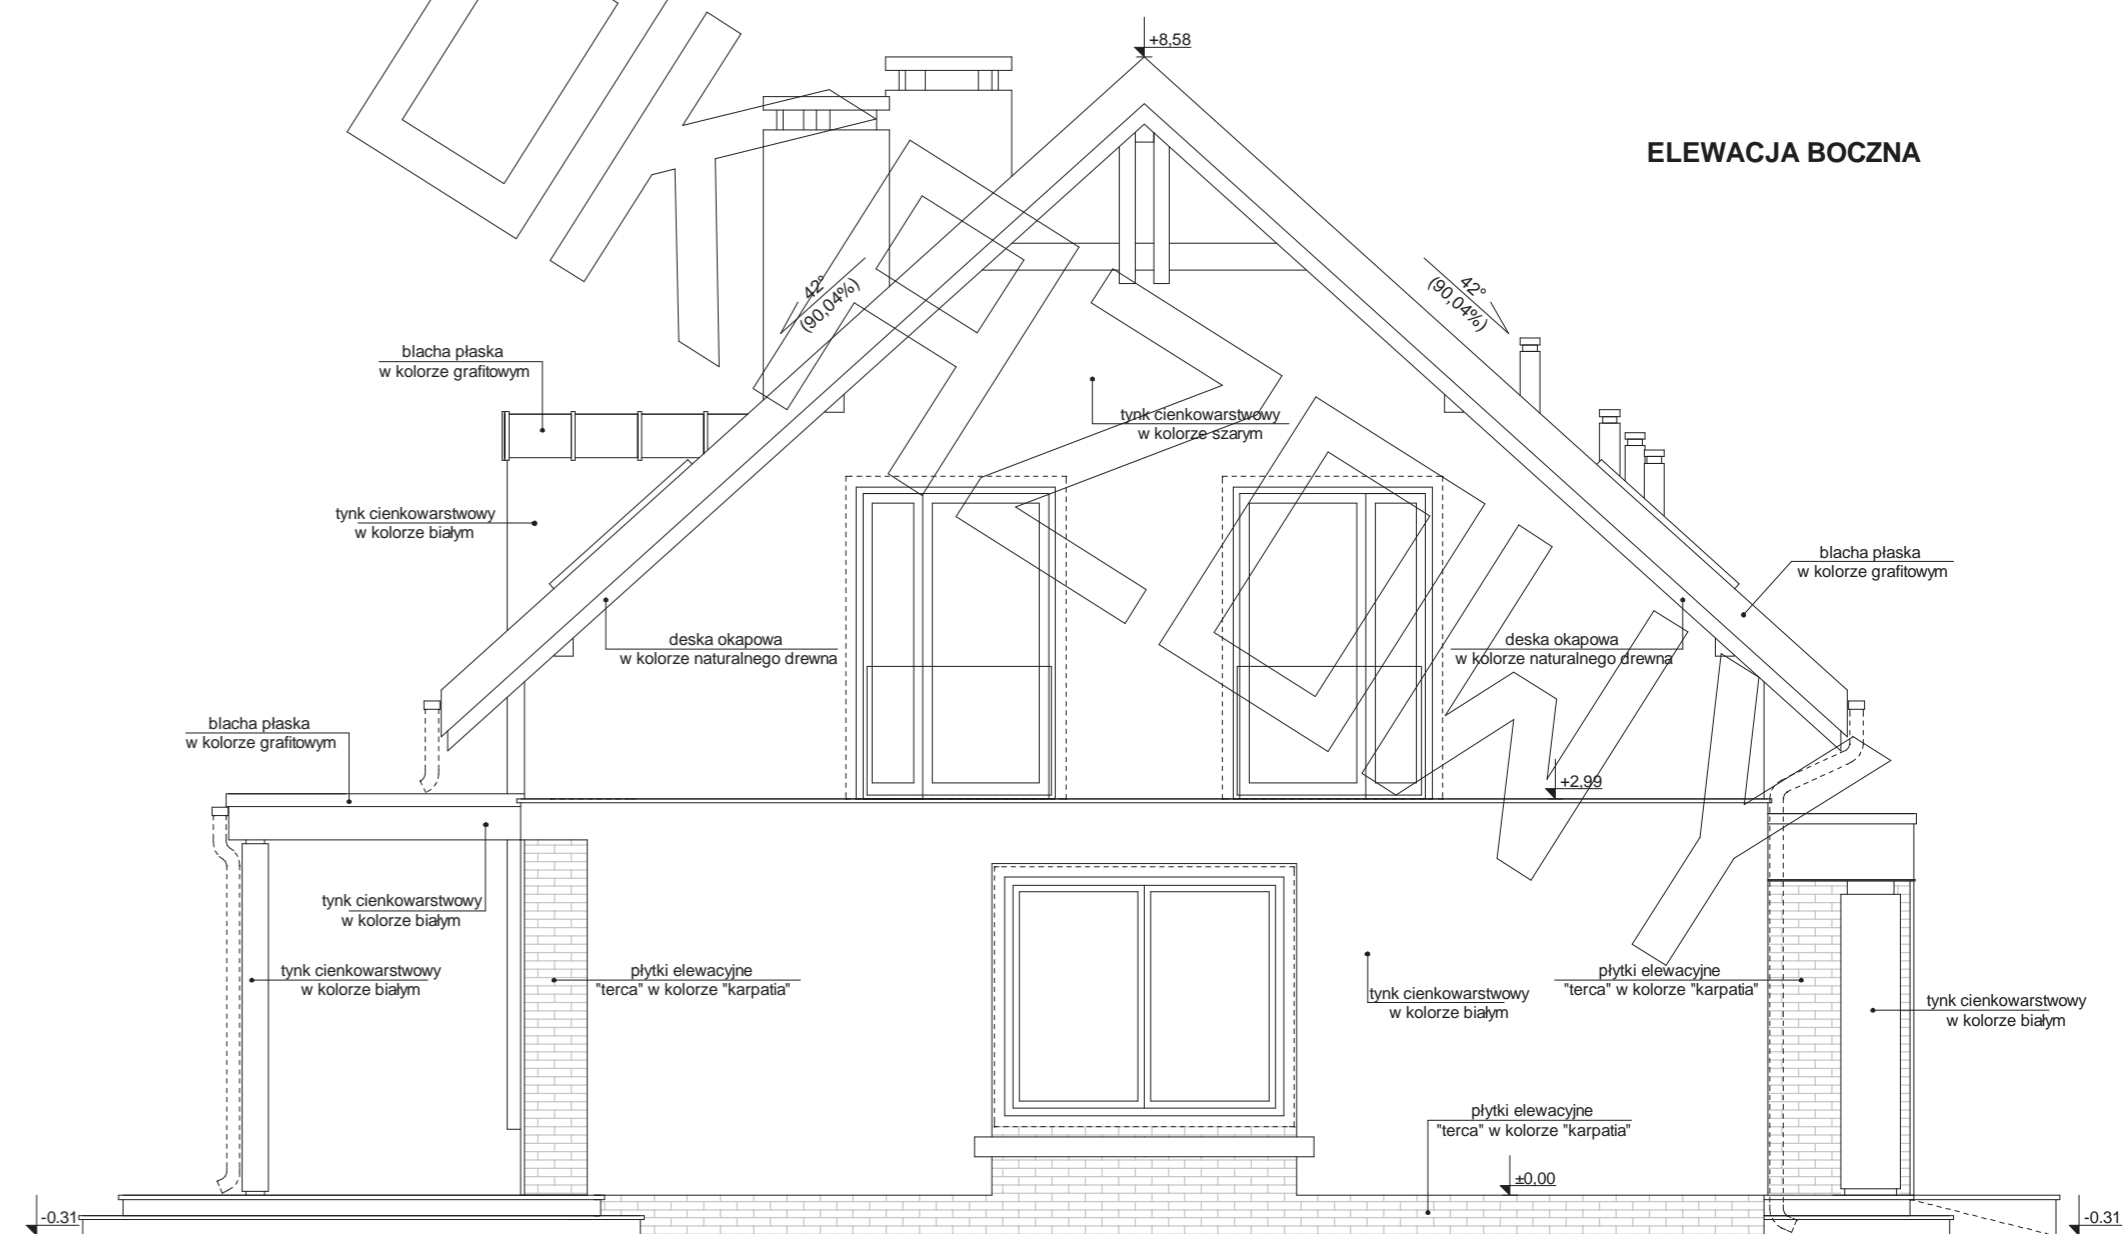 +8,58
ELEWACJA BOCZNA
42°
(90,04%)
42°
(90,04%)
blacha płaska
w kolorze grafitowym
tynk cienkowarstwowy
w kolorze szarym
tynk cienkowarstwowy
w kolorze białym
blacha płaska
w kolorze grafitowym
deska okapowa
w kolorze naturalnego drewna
deska okapowa
w kolorze naturalnego drewna
blacha płaska
w kolorze grafitowym
+2,99
tynk cienkowarstwowy
w kolorze białym
tynk cienkowarstwowy
w kolorze białym
płytki elewacyjne
"terca" w kolorze "karpatia"
tynk cienkowarstwowy
w kolorze białym
płytki elewacyjne
"terca" w kolorze "karpatia"
tynk cienkowarstwowy
w kolorze białym
płytki elewacyjne
"terca" w kolorze "karpatia"
±0,00
-0.31
-0.31